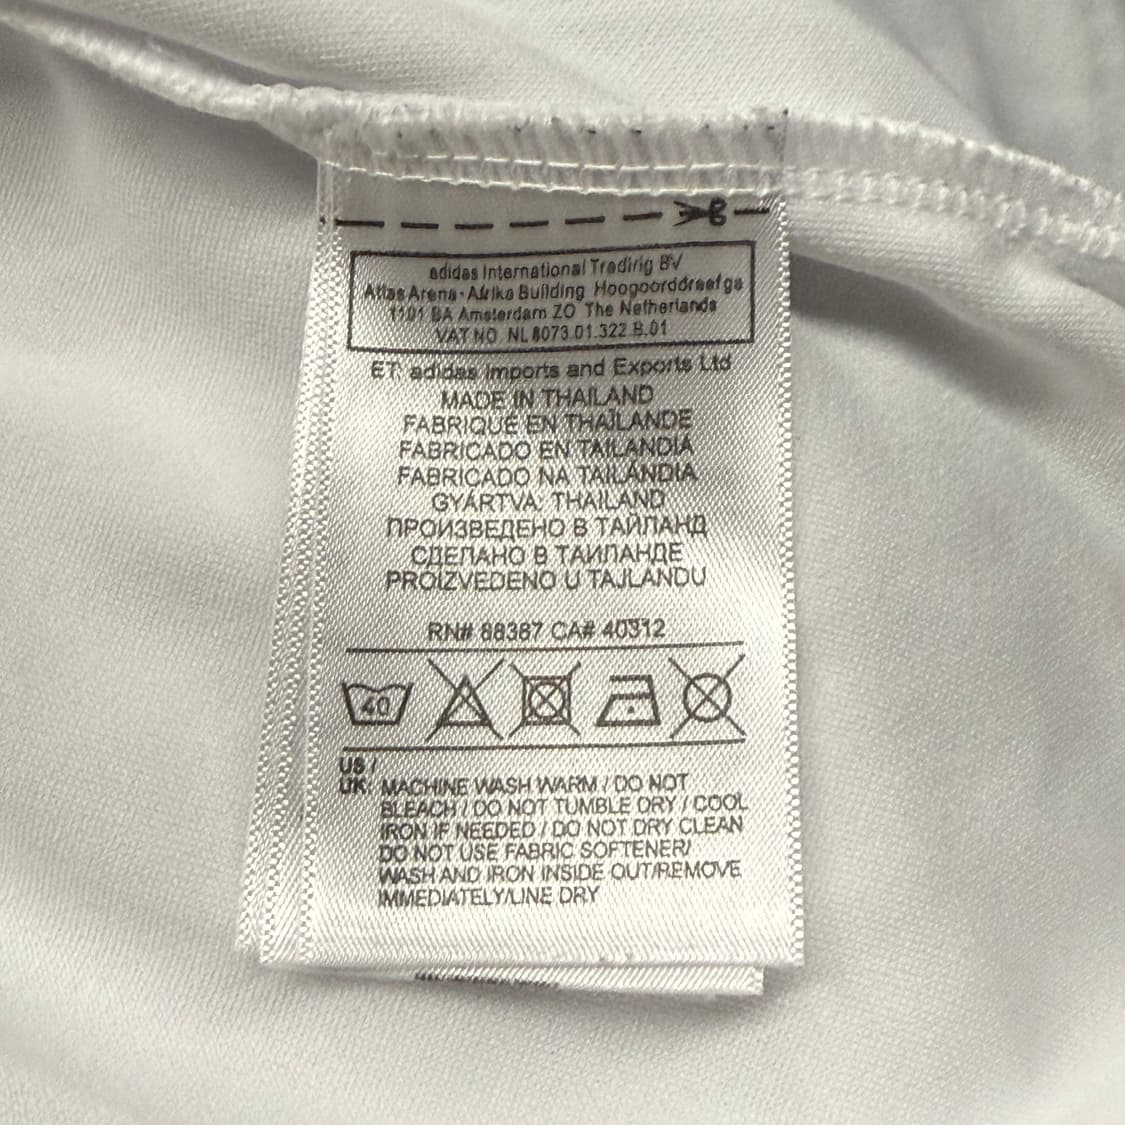 adidas International Tradirig BV
Atlas Arena · Afrika Building Hoogoorddreef ga
1101 BA Amsterdam ZO The Netherlands
VAT NO NL 8073.01.322 B.01
ET: adidas Imports and Exports Ltd
MADE IN THAILAND
FABRIQUÉ EN THAÏLANDE
FABRICADO EN TAILANDIA
FABRICADO NA TAILÂNDIA
GYÁRTVA: THAILAND
ПРОИЗВЕДЕНО В ТАЙЛАНД
СДЕЛАНО В ТАИЛАНДЕ
PROIZVEDENO U TAJLANDU
RN# 88387 CA# 40312
40
US /
UK: MACHINE WASH WARM / DO NOT
BLEACH / DO NOT TUMBLE DRY / COOL
IRON IF NEEDED / DO NOT DRY CLEAN
DO NOT USE FABRIC SOFTENER/
WASH AND IRON INSIDE OUT/REMOVE
IMMEDIATELY/LINE DRY